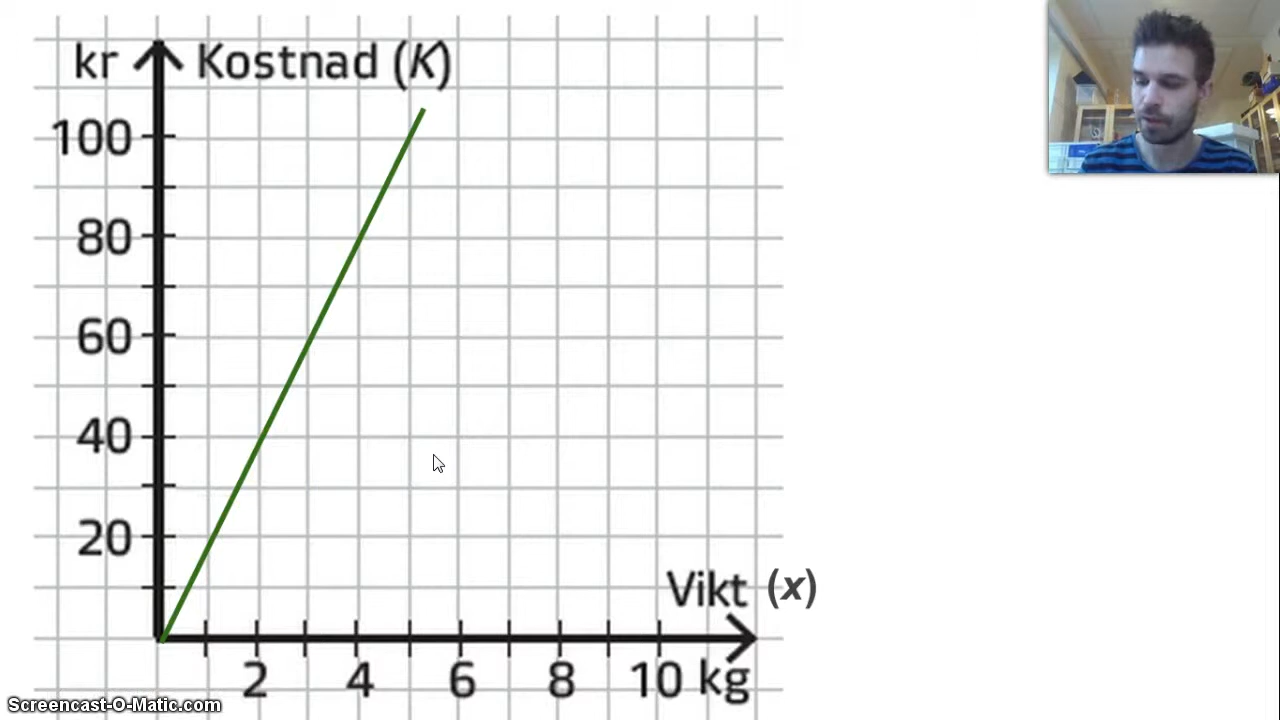 kr Kostnad (K)
100
80
60
40
20
Vikt (x)
2 4 6 8 10 kg
Screencast-O-Matic.com